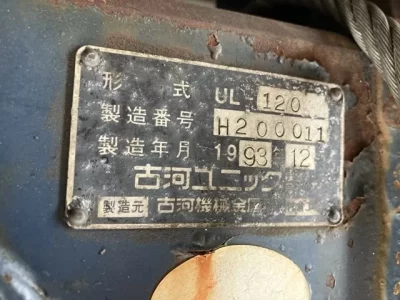 形 式 UL 120
製造番号 H200011
製造年月 1993 12
古河ユニック
製造元 古河機械金属